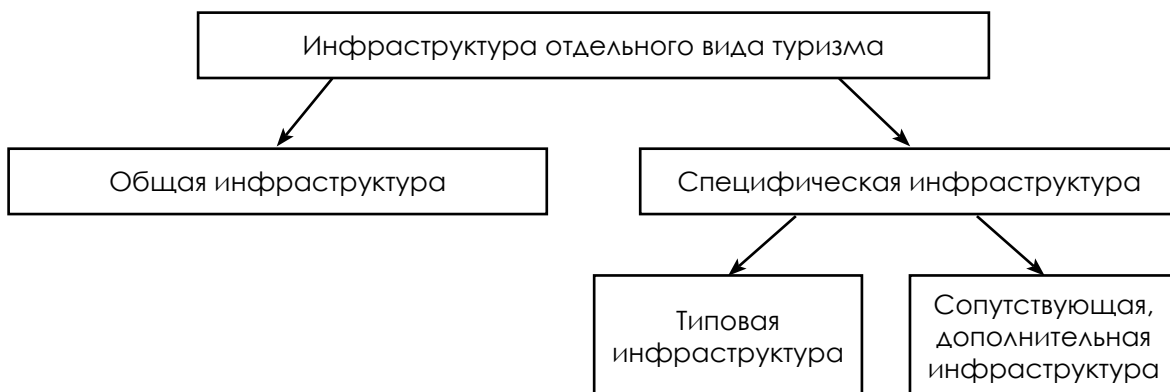 Инфраструктура отдельного вида туризма
Общая инфраструктура
Специфическая инфраструктура
Типовая
инфраструктура
Сопутствующая,
дополнительная
инфраструктура